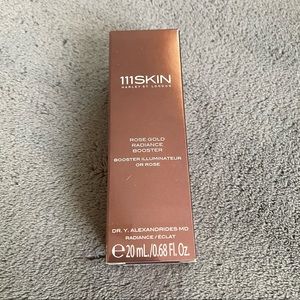 111SKIN
HARLEY ST LONDON
ROSE GOLD
RADIANCE
BOOSTER
BOOSTER ILLUMINATEUR
OR ROSE
DR. Y. ALEXANDRIDES MD
RADIANCE / ÉCLAT
℮ 20 mL./0.68 Fl. Oz.